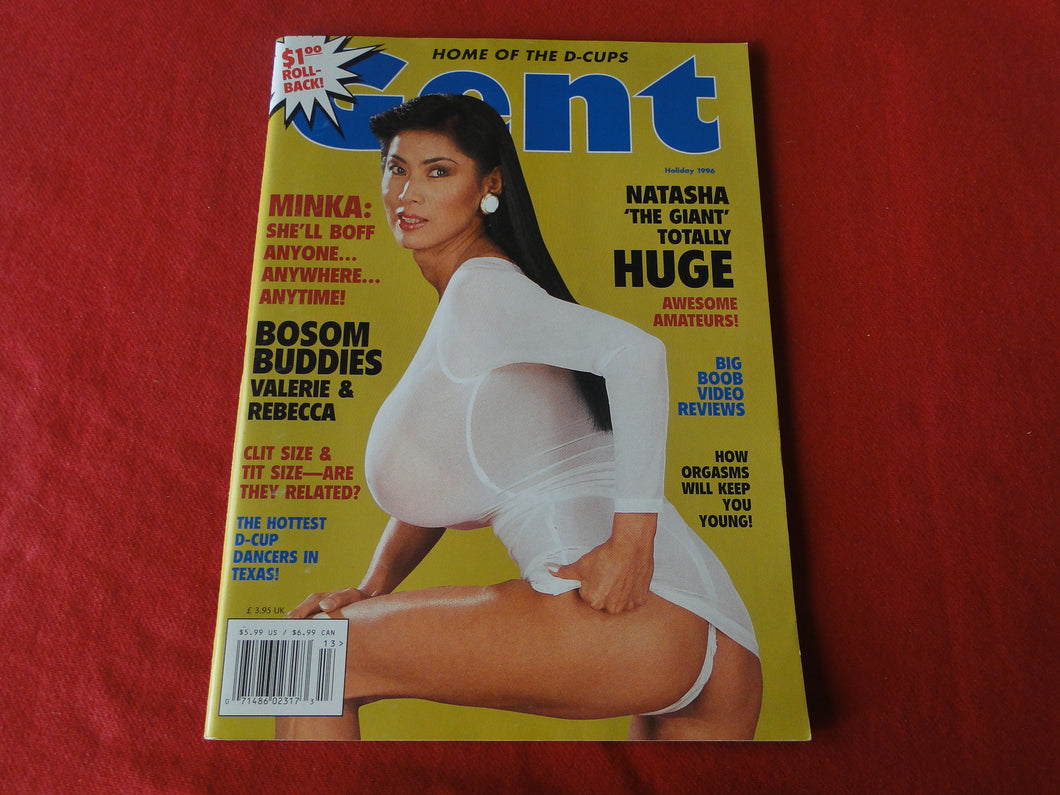 $1⁰⁰
ROLL-
BACK!
HOME OF THE D-CUPS
Gent
Holiday 1996
MINKA:
SHE'LL BOFF
ANYONE...
ANYWHERE...
ANYTIME!
BOSOM
BUDDIES
VALERIE &
REBECCA
CLIT SIZE &
TIT SIZE—ARE
THEY RELATED?
THE HOTTEST
D-CUP
DANCERS IN
TEXAS!
NATASHA
'THE GIANT'
TOTALLY
HUGE
AWESOME
AMATEURS!
BIG
BOOB
VIDEO
REVIEWS
HOW
ORGASMS
WILL KEEP
YOU
YOUNG!
£ 3.95 UK
$5.99 US / $6.99 CAN
13>
0 71486 02317 3